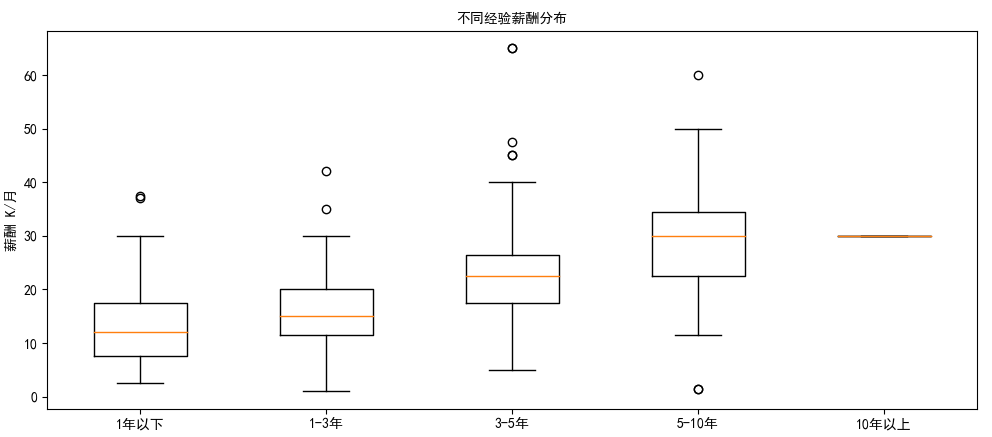 不同经验薪酬分布
薪酬 K/月
60
50
40
30
20
10
0
1年以下
1-3年
3-5年
5-10年
10年以上